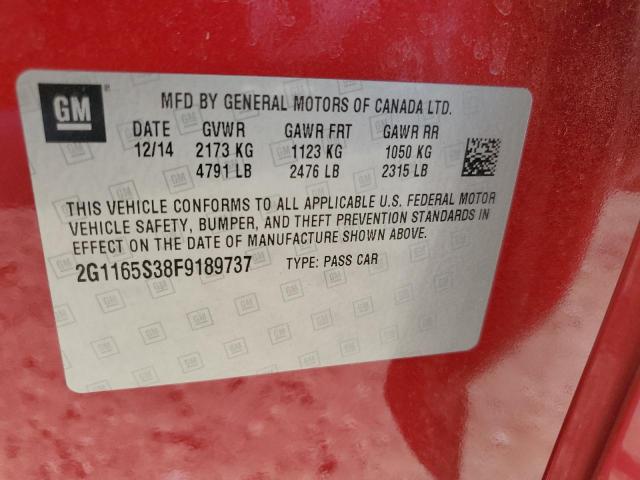 GM
MFD BY GENERAL MOTORS OF CANADA LTD.
DATE GVWR GAWR FRT GAWR RR
12/14 2173 KG 1123 KG 1050 KG
4791 LB 2476 LB 2315 LB
THIS VEHICLE CONFORMS TO ALL APPLICABLE U.S. FEDERAL MOTOR
VEHICLE SAFETY, BUMPER, AND THEFT PREVENTION STANDARDS IN
EFFECT ON THE DATE OF MANUFACTURE SHOWN ABOVE.
2G1165S38F9189737 TYPE: PASS CAR